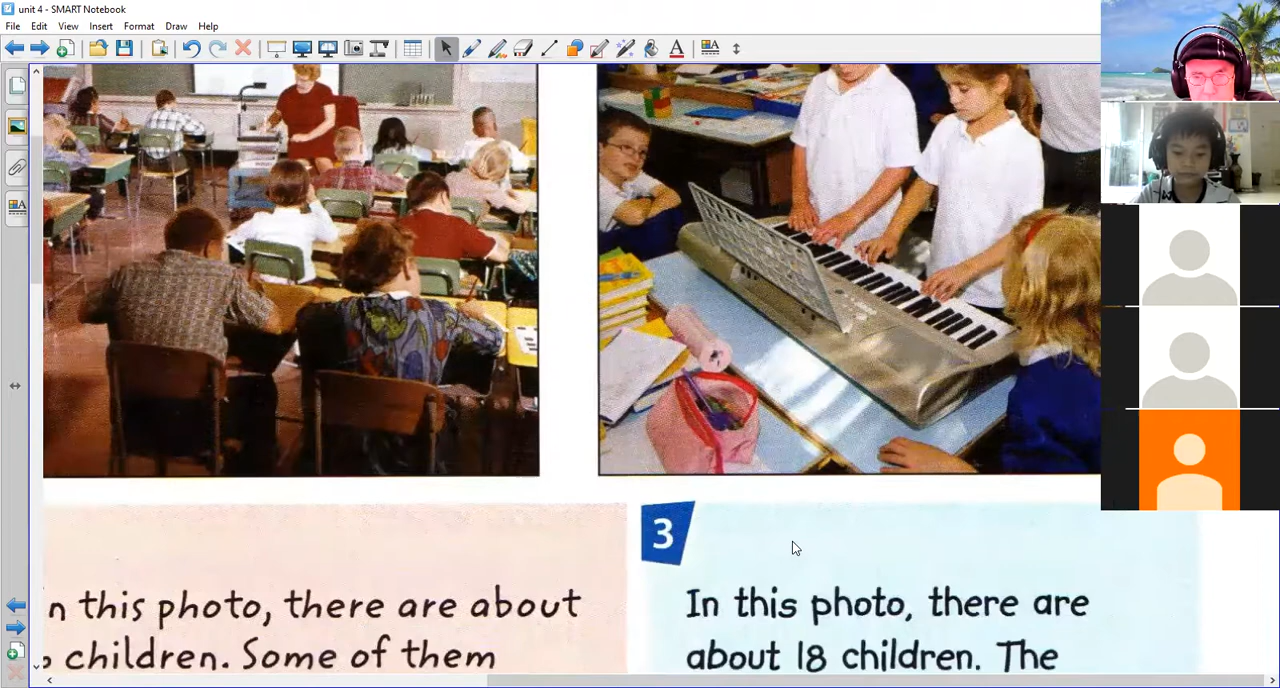 unit 4 - SMART Notebook
File Edit View Insert Format Draw Help
n this photo, there are about
children. Some of them
3
In this photo, there are
about 18 children. The